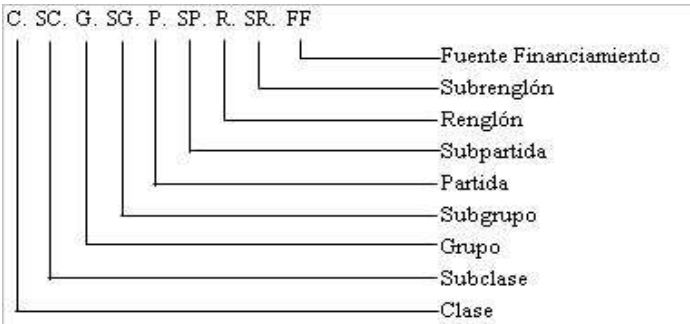 C. SC. G. SG. P. SP. R. SR. FF
Fuente Financiamiento
Subrenglón
Renglón
Subpartida
Partida
Subgrupo
Grupo
Subclase
Clase